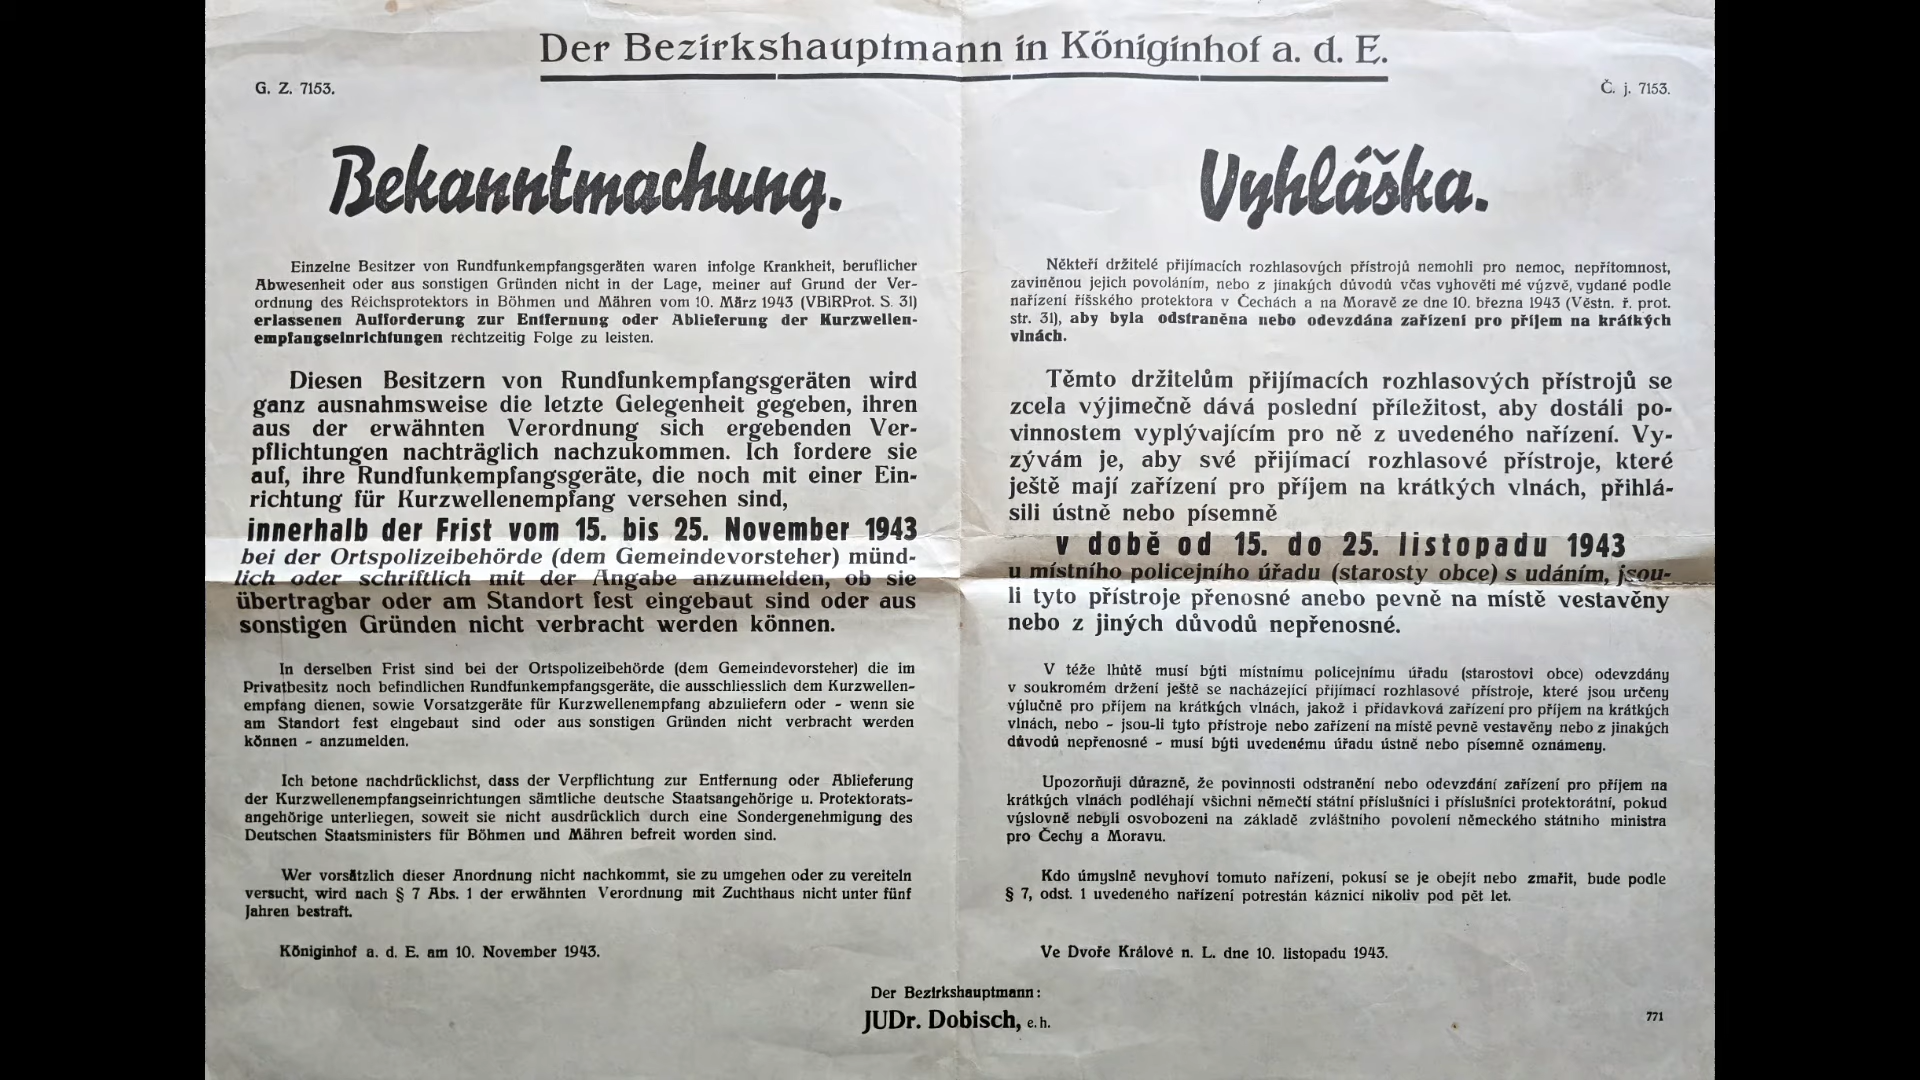 Der Bezirkshauptmann in Königinhof a. d. E.
G. Z. 7153.
Č. j. 7153.
Bekanntmachung.
Einzelne Besitzer von Rundfunkempfangsgeräten waren infolge Krankheit, beruflicher
Abwesenheit oder aus sonstigen Gründen nicht in der Lage, meiner auf Grund der Ver-
ordnung des Reichsprotektors in Böhmen und Mähren vom 10. März 1943 (VBlRProt. S. 31)
erlassenen Aufforderung zur Entfernung oder Ablieferung der Kurzwellen-
empfangseinrichtungen rechtzeitig Folge zu leisten.
Diesen Besitzern von Rundfunkempfangsgeräten wird
ganz ausnahmsweise die letzte Gelegenheit gegeben, ihren
aus der erwähnten Verordnung sich ergebenden Ver-
pflichtungen nachträglich nachzukommen. Ich fordere sie
auf, ihre Rundfunkempfangsgeräte, die noch mit einer Ein-
richtung für Kurzwellenempfang versehen sind,
innerhalb der Frist vom 15. bis 25. November 1943
bei der Ortspolizeibehörde (dem Gemeindevorsteher) münd-
lich oder schriftlich mit der Angabe anzumelden, ob sie
übertragbar oder am Standort fest eingebaut sind oder aus
sonstigen Gründen nicht verbracht werden können.
In derselben Frist sind bei der Ortspolizeibehörde (dem Gemeindevorsteher) die im
Privatbesitz noch befindlichen Rundfunkempfangsgeräte, die ausschliesslich dem Kurzwellen-
empfang dienen, sowie Vorsatzgeräte für Kurzwellenempfang abzuliefern oder - wenn sie
am Standort fest eingebaut sind oder aus sonstigen Gründen nicht verbracht werden
können - anzumelden.
Ich betone nachdrücklichst, dass der Verpflichtung zur Entfernung oder Ablieferung
der Kurzwellenempfangseinrichtungen sämtliche deutsche Staatsangehörige u. Protektorats-
angehörige unterliegen, soweit sie nicht ausdrücklich durch eine Sondergenehmigung des
Deutschen Staatsministers für Böhmen und Mähren befreit worden sind.
Wer vorsätzlich dieser Anordnung nicht nachkommt, sie zu umgehen oder zu vereiteln
versucht, wird nach § 7 Abs. 1 der erwähnten Verordnung mit Zuchthaus nicht unter fünf
Jahren bestraft.
Königinhof a. d. E. am 10. November 1943.
Vyhláška.
Někteří držitelé přijímacích rozhlasových přístrojů nemohli pro nemoc, nepřítomnost,
zaviněnou jejich povoláním, nebo z jinakých důvodů včas vyhověti mé výzvě, vydané podle
nařízení říšského protektora v Čechách a na Moravě ze dne 10. března 1943 (Věstn. ř. prot.
str. 31), aby byla odstraněna nebo odevzdána zařízení pro příjem na krátkých
vlnách.
Těmto držitelům přijímacích rozhlasových přístrojů se
zcela výjimečně dává poslední příležitost, aby dostáli po-
vinnostem vyplývajícím pro ně z uvedeného nařízení. Vy-
zývám je, aby své přijímací rozhlasové přístroje, které
ještě mají zařízení pro příjem na krátkých vlnách, přihlá-
sili ústně nebo písemně
v době od 15. do 25. listopadu 1943
u místního policejního úřadu (starosty obce) s udáním, jsou-
li tyto přístroje přenosné anebo pevně na místě vestavěny
nebo z jiných důvodů nepřenosné.
V téže lhůtě musí býti místnímu policejnímu úřadu (starostovi obce) odevzdány
v soukromém držení ještě se nacházející přijímací rozhlasové přístroje, které jsou určeny
výlučně pro příjem na krátkých vlnách, jakož i přídavková zařízení pro příjem na krátkých
vlnách, nebo - jsou-li tyto přístroje nebo zařízení na místě pevně vestavěny nebo z jinakých
důvodů nepřenosné - musí býti uvedenému úřadu ústně nebo písemně oznámeny.
Upozorňuji důrazně, že povinnosti odstranění nebo odevzdání zařízení pro příjem na
krátkých vlnách podléhají všichni němečtí státní příslušníci i příslušníci protektorátní, pokud
výslovně nebyli osvobozeni na základě zvláštního povolení německého státního ministra
pro Čechy a Moravu.
Kdo úmyslně nevyhoví tomuto nařízení, pokusí se je obejít nebo zmařit, bude podle
§ 7, odst. 1 uvedeného nařízení potrestán káznicí nikoliv pod pět let.
Ve Dvoře Králové n. L. dne 10. listopadu 1943.
Der Bezirkshauptmann:
JUDr. Dobisch, e. h.
771